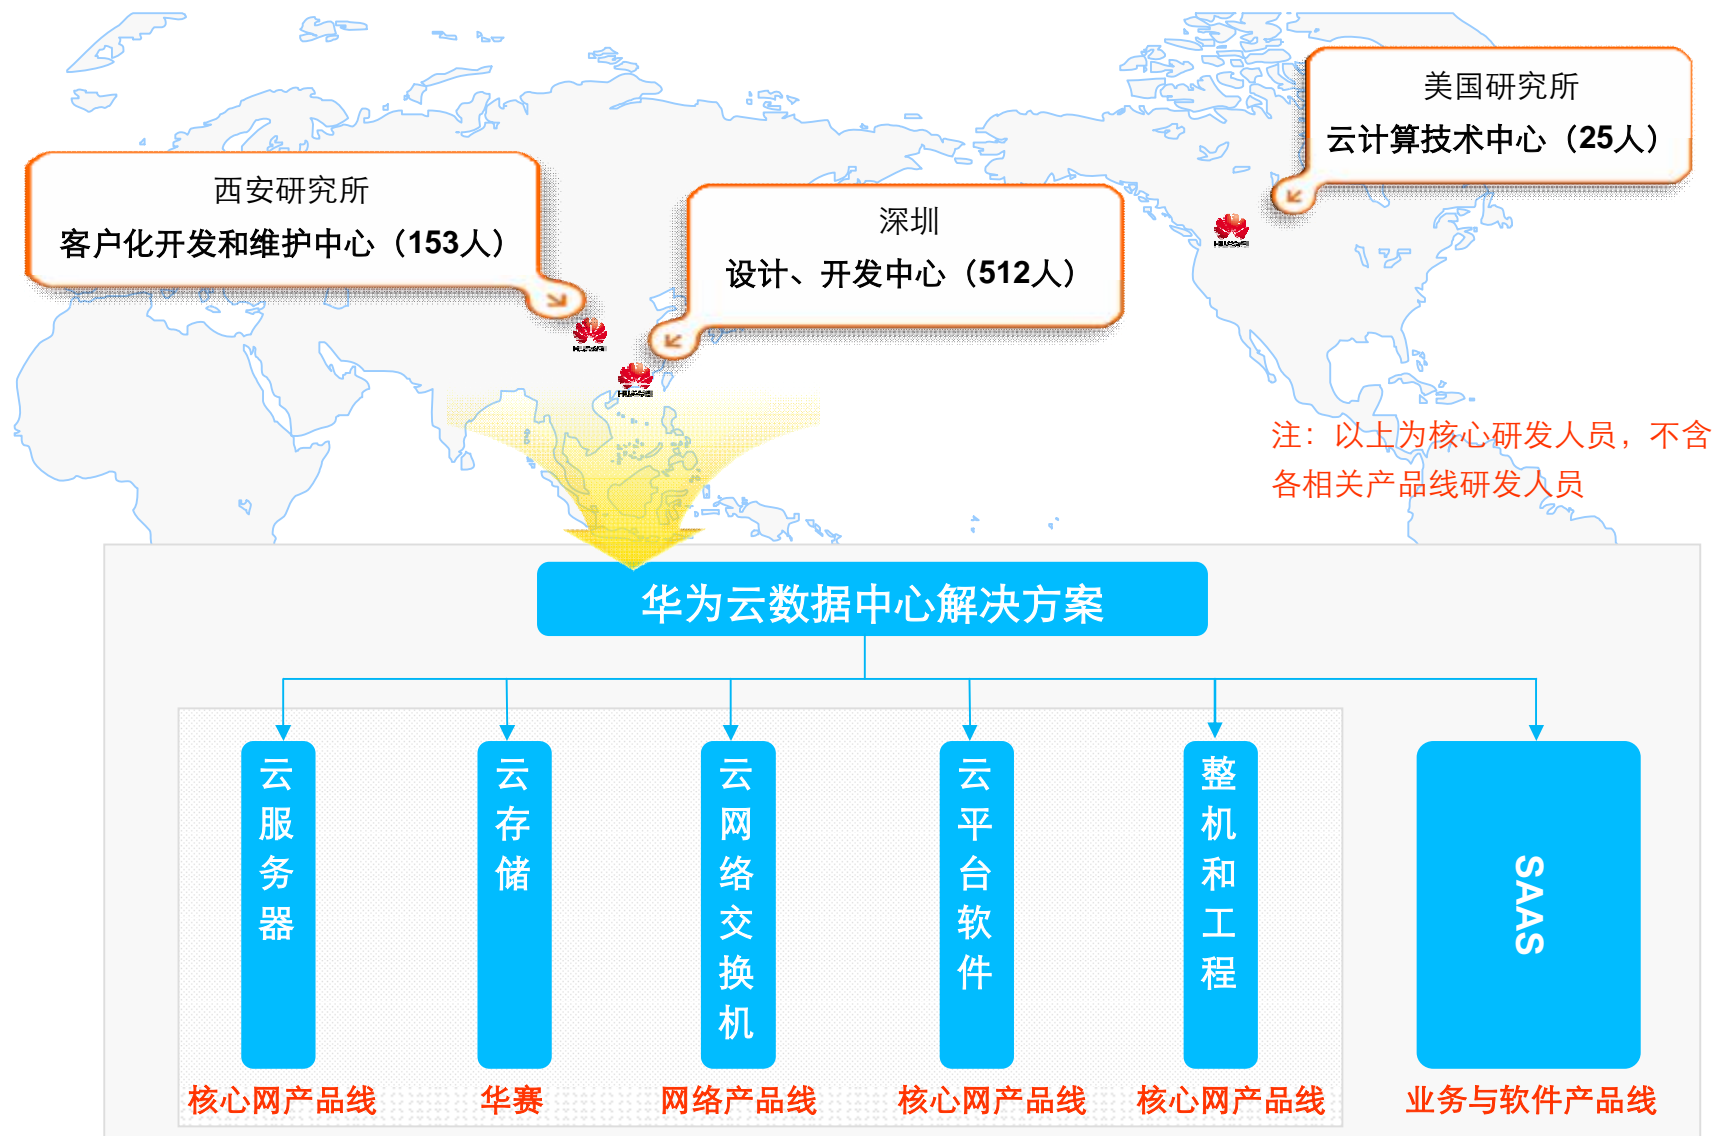 美国研究所
云计算技术中心（25人）
西安研究所
客户化开发和维护中心（153人）
深圳
设计、开发中心（512人）
HUAWEI
HUAWEI
HUAWEI
注：以上为核心研发人员，不含
各相关产品线研发人员
华为云数据中心解决方案
云服务器
云存储
云网络交换机
云平台软件
整机和工程
SAAS
核心网产品线
华赛
网络产品线
核心网产品线
核心网产品线
业务与软件产品线